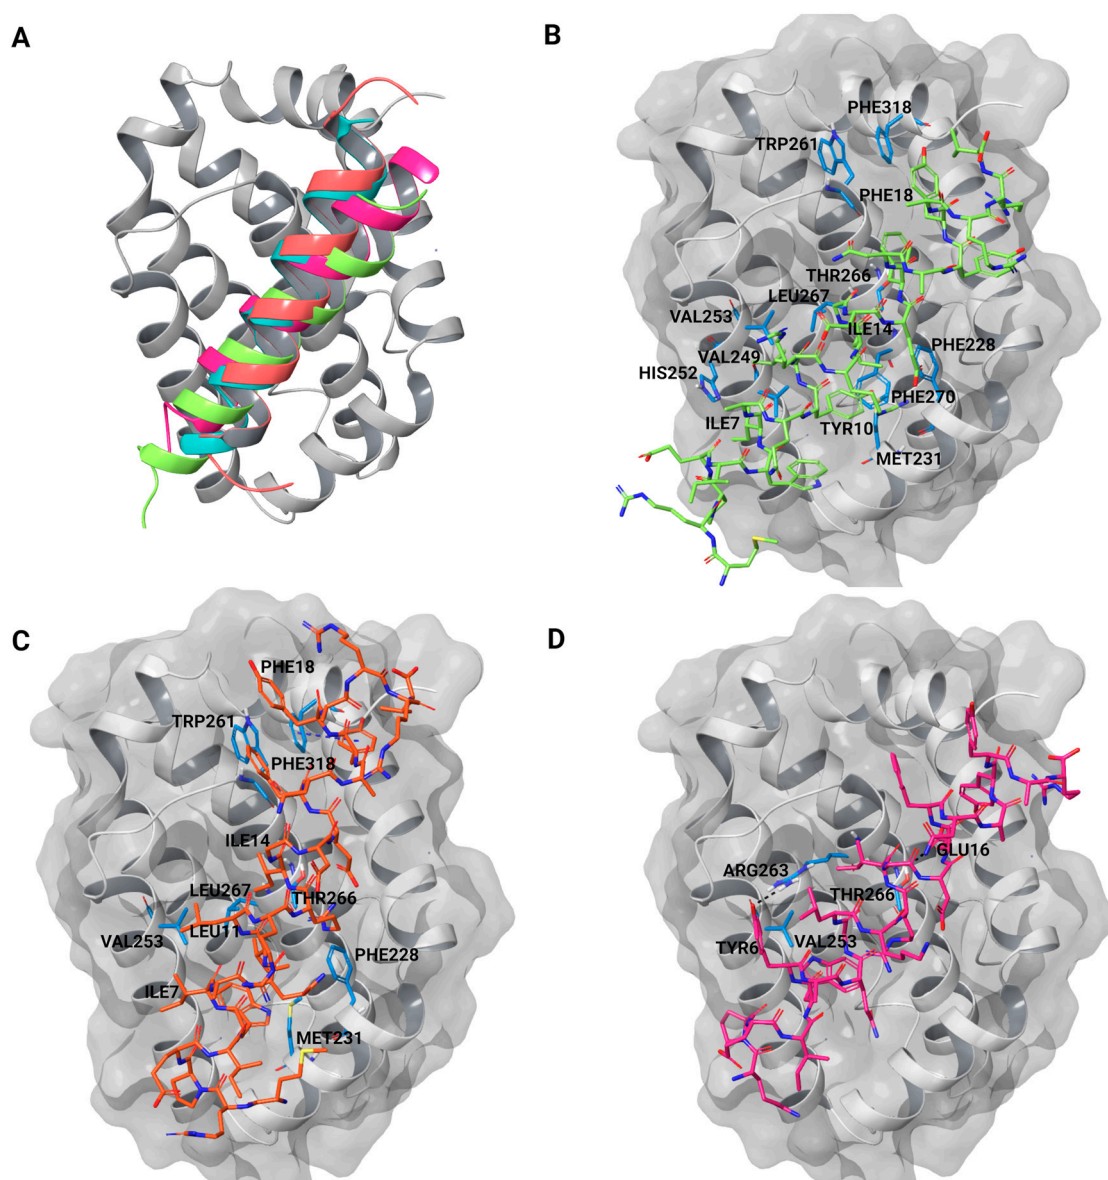 A
B
PHE318
TRP261
PHE18
THR266
LEU267
VAL253
ILE14
PHE228
VAL249
HIS252
PHE270
ILE7
TYR10
MET231
C
PHE18
TRP261
PHE318
ILE14
LEU267
THR266
VAL253
LEU11
PHE228
ILE7
MET231
D
GLU16
ARG263
THR266
TYR6
VAL253